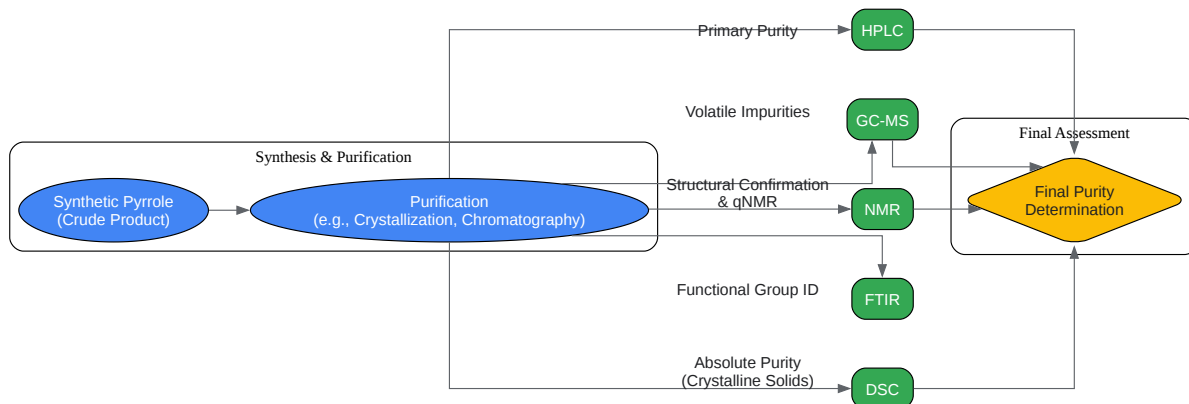 Primary Purity
HPLC
Volatile Impurities
GC-MS
Synthesis & Purification
Final Assessment
Synthetic Pyrrole
(Crude Product)
Purification
(e.g., Crystallization, Chromatography)
Structural Confirmation
& qNMR
NMR
Final Purity
Determination
Functional Group ID
FTIR
Absolute Purity
(Crystalline Solids)
DSC